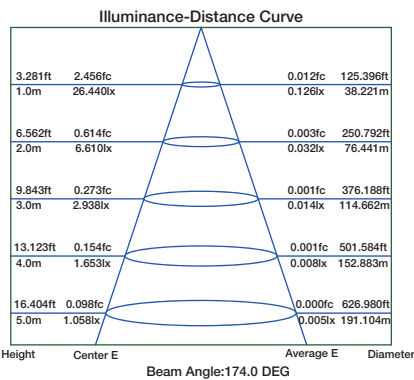 Illuminance-Distance Curve
3.281ft 2.456fc 0.012fc 125.396ft
1.0m 26.440lx 0.126lx 38.221m
6.562ft 0.614fc 0.003fc 250.792ft
2.0m 6.610lx 0.032lx 76.441m
9.843ft 0.273fc 0.001fc 376.188ft
3.0m 2.938lx 0.014lx 114.662m
13.123ft 0.154fc 0.001fc 501.584ft
4.0m 1.653lx 0.008lx 152.883m
16.404ft 0.098fc 0.000fc 626.980ft
5.0m 1.058lx 0.005lx 191.104m
Height Center E Average E Diameter
Beam Angle:174.0 DEG